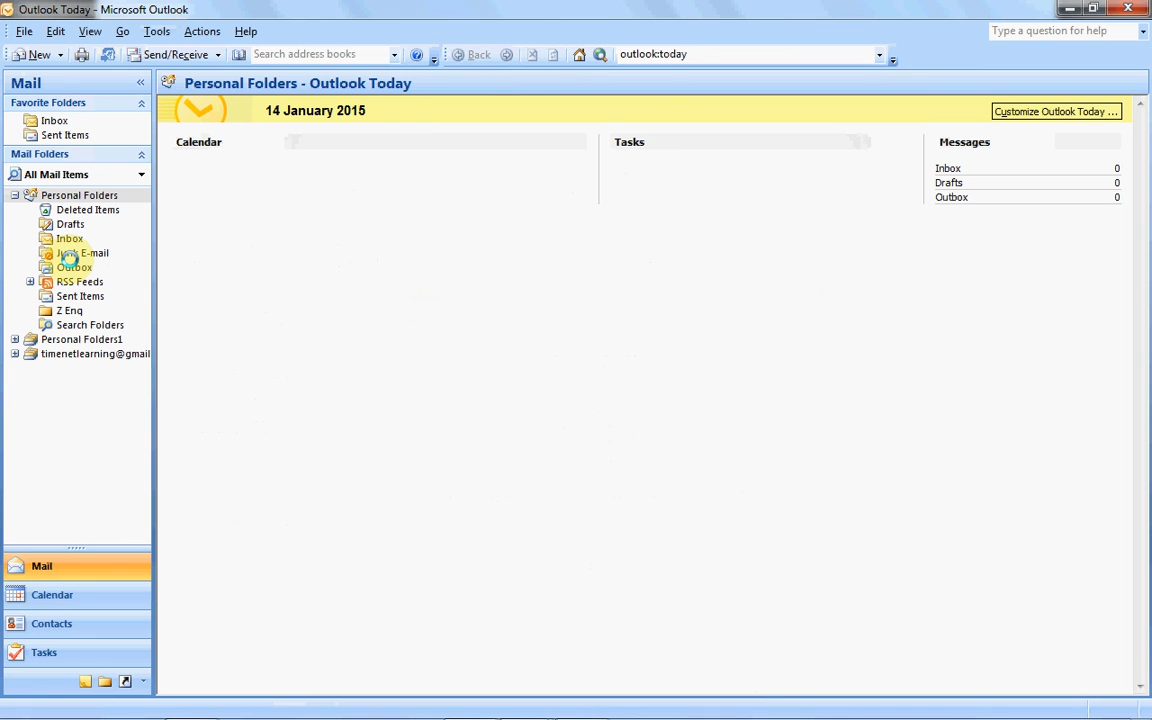 Outlook Today - Microsoft Outlook
File Edit View Go Tools Actions Help
Type a question for help
New Send/Receive Search address books Back outlook:today
Mail
Personal Folders - Outlook Today
Favorite Folders
14 January 2015
Customize Outlook Today ...
Inbox
Sent Items
Calendar
Tasks
Messages
Mail Folders
All Mail Items
Inbox 0
Drafts 0
Outbox 0
Personal Folders
Deleted Items
Drafts
Inbox
Junk E-mail
Outbox
RSS Feeds
Sent Items
Z Enq
Search Folders
Personal Folders1
timenetlearning@gmail
Mail
Calendar
Contacts
Tasks